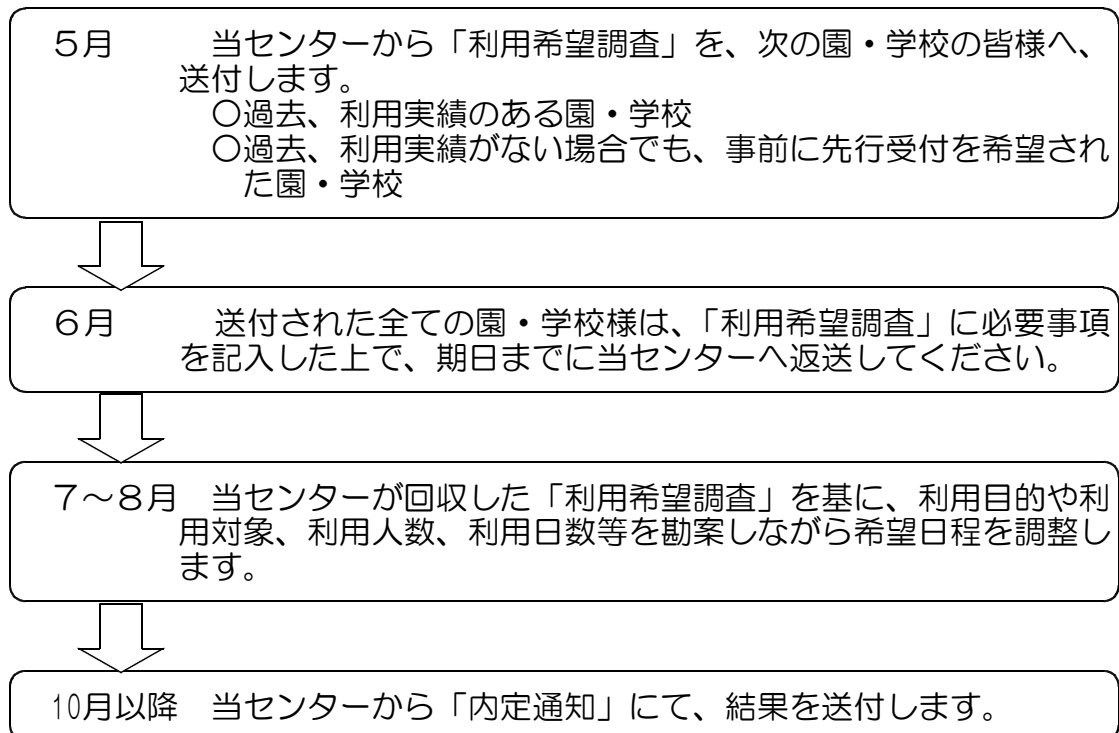 ５月　　当センターから「利用希望調査」を、次の園・学校の皆様へ、
送付します。
○過去、利用実績のある園・学校
○過去、利用実績がない場合でも、事前に先行受付を希望され
た園・学校
６月　　送付された全ての園・学校様は、「利用希望調査」に必要事項
を記入した上で、期日までに当センターへ返送してください。
７～８月　当センターが回収した「利用希望調査」を基に、利用目的や利
用対象、利用人数、利用日数等を勘案しながら希望日程を調整し
ます。
10月以降　当センターから「内定通知」にて、結果を送付します。